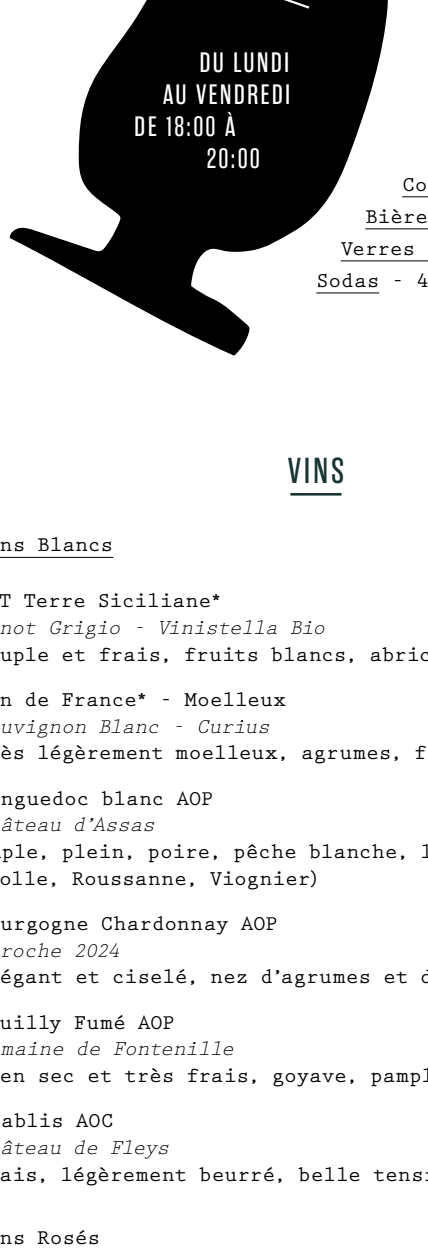 DU LUNDI
AU VENDREDI
DE 18:00 À
20:00
Co
Bière
Verres
Sodas - 4
VINS
ns Blancs
T Terre Siciliane*
not Grigio - Vinistella Bio
uple et frais, fruits blancs, abric
n de France* - Moelleux
uvignon Blanc - Curius
ès légèrement moelleux, agrumes, f
nguedoc blanc AOP
âteau d'Assas
ple, plein, poire, pêche blanche, l
olle, Roussanne, Viognier)
urgogne Chardonnay AOP
roche 2024
égant et ciselé, nez d'agrumes et d
uilly Fumé AOP
maine de Fontenille
en sec et très frais, goyave, pampl
ablis AOC
âteau de Fleys
ais, légèrement beurré, belle tensi
ns Rosés